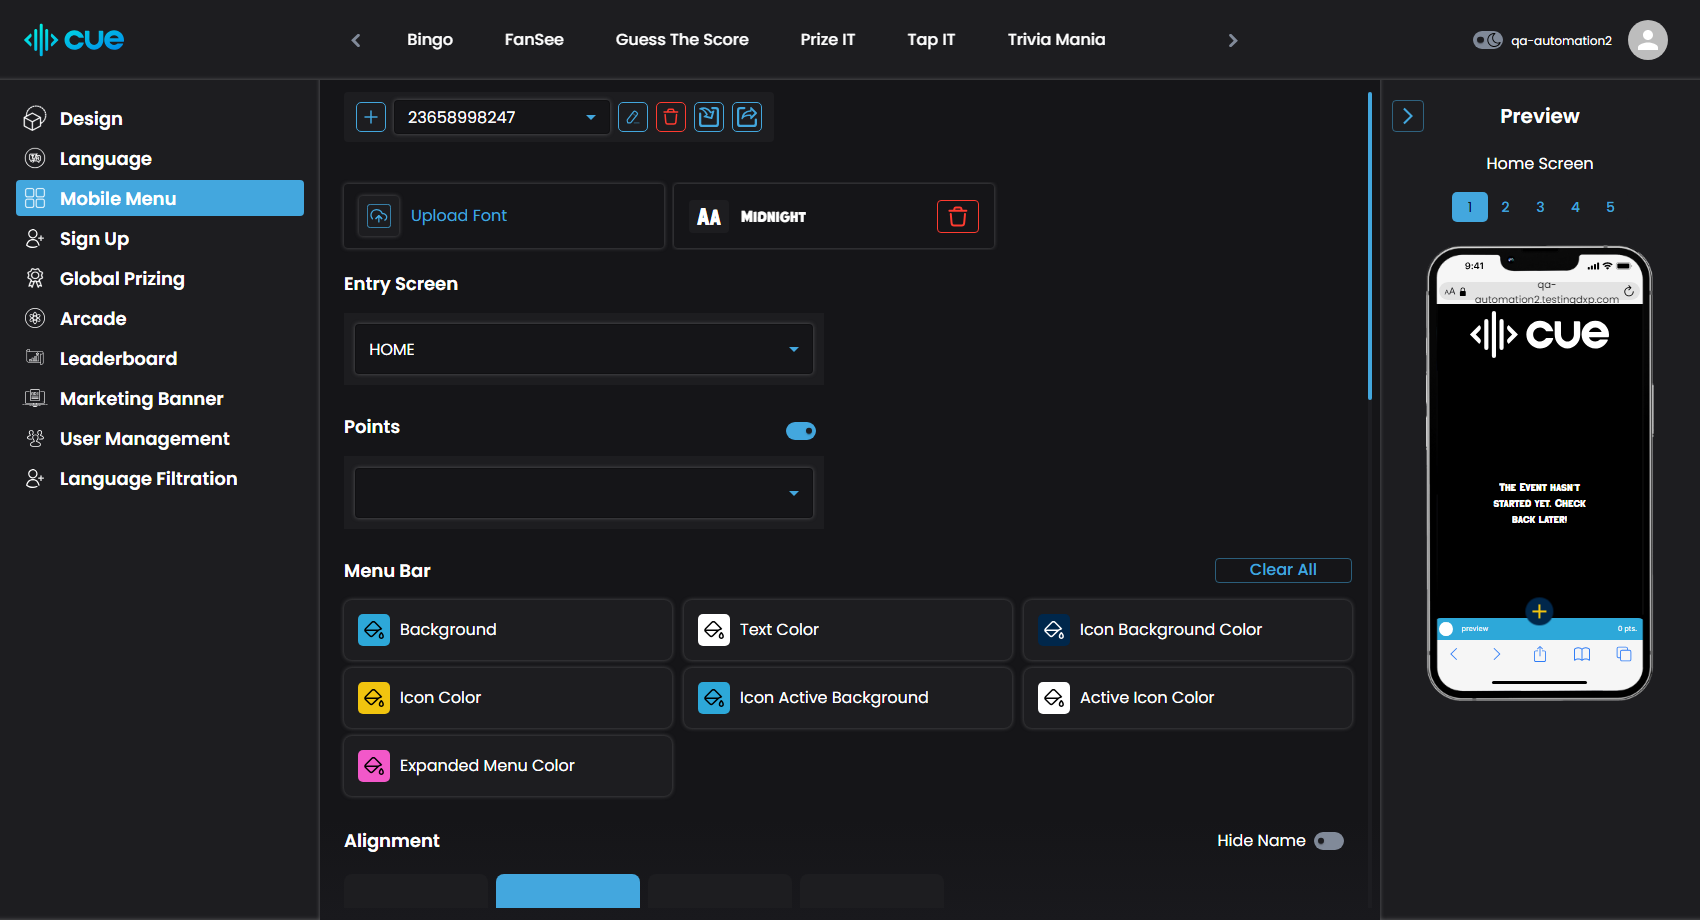 cue
Bingo
FanSee
Guess The Score
Prize IT
Tap IT
Trivia Mania
qa-automation2
Design
Language
Mobile Menu
Sign Up
Global Prizing
Arcade
Leaderboard
Marketing Banner
User Management
Language Filtration
23658998247
Upload Font
AA
MIDNIGHT
Entry Screen
HOME
Points
Menu Bar
Clear All
Background
Text Color
Icon Background Color
Icon Color
Icon Active Background
Active Icon Color
Expanded Menu Color
Alignment
Hide Name
Preview
Home Screen
1 2 3 4 5
9:41
AA
qa-
automation2.testingdxp.com
cue
THE EVENT HASN'T
STARTED YET. CHECK
BACK LATER!
preview
0 pts.